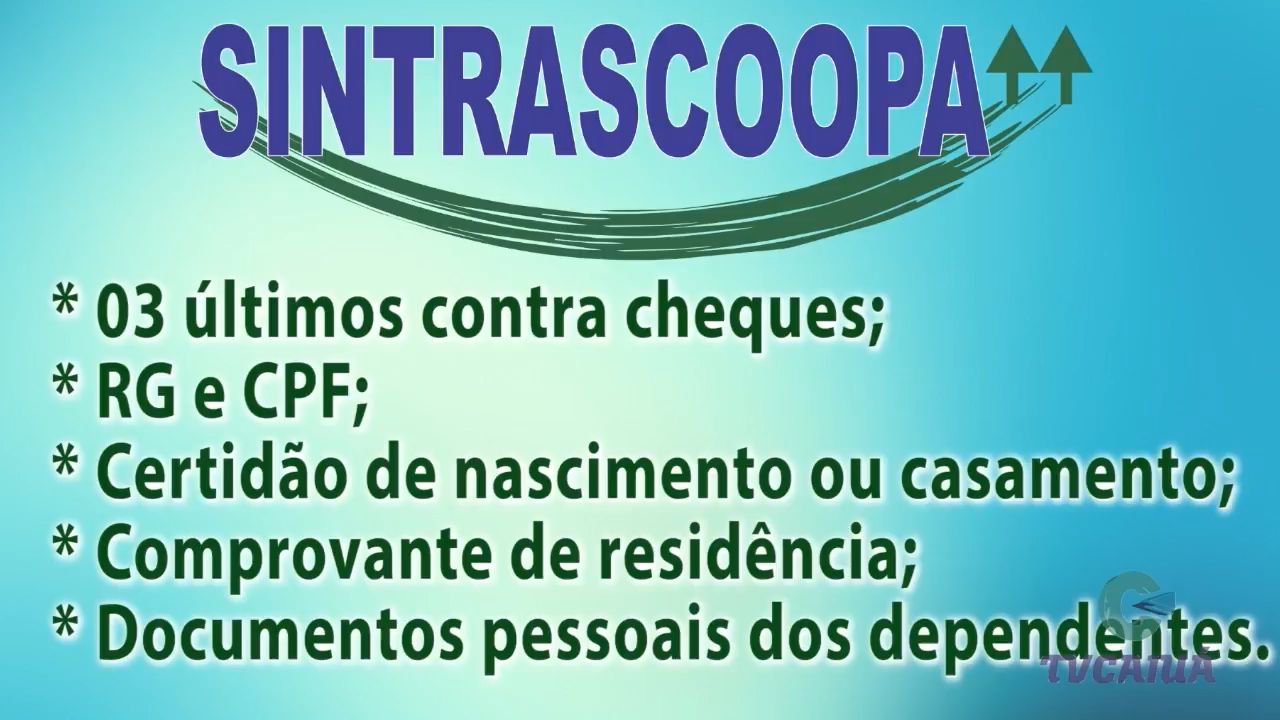 SINTRASCOOPA
* 03 últimos contra cheques;
* RG e CPF;
* Certidão de nascimento ou casamento;
* Comprovante de residência;
* Documentos pessoais dos dependentes.
TVCAIUÁ